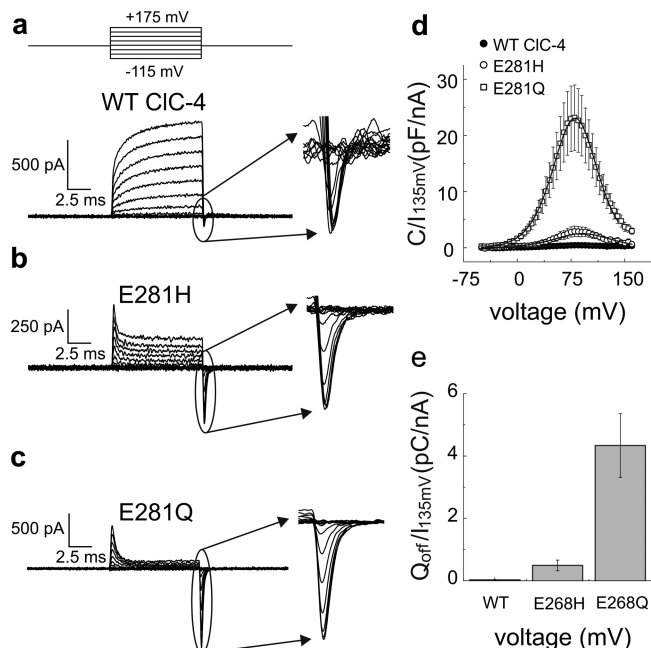 a
+175 mV
-115 mV
WT ClC-4
500 pA
2.5 ms
b
E281H
250 pA
2.5 ms
c
E281Q
500 pA
2.5 ms
d
WT ClC-4
E281H
E281Q
C/I135mV(pF/nA)
30
20
10
0
-75 0 75 150
voltage (mV)
e
Qoff/I135mV(pC/nA)
6
4
2
0
WT E268H E268Q
voltage (mV)